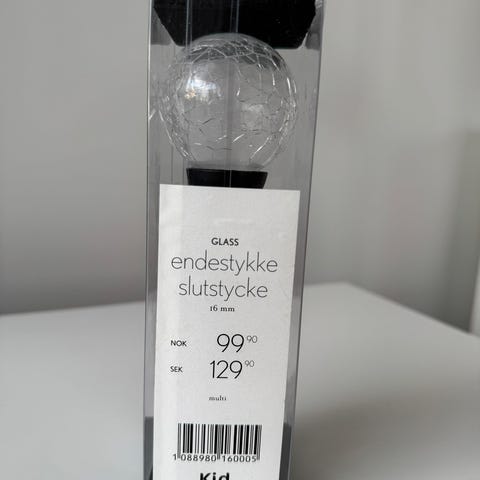 GLASS
endestykke
slutstycke
16 mm
NOK 99 90
SEK 129 90
multi
1 088980 160005
Kid